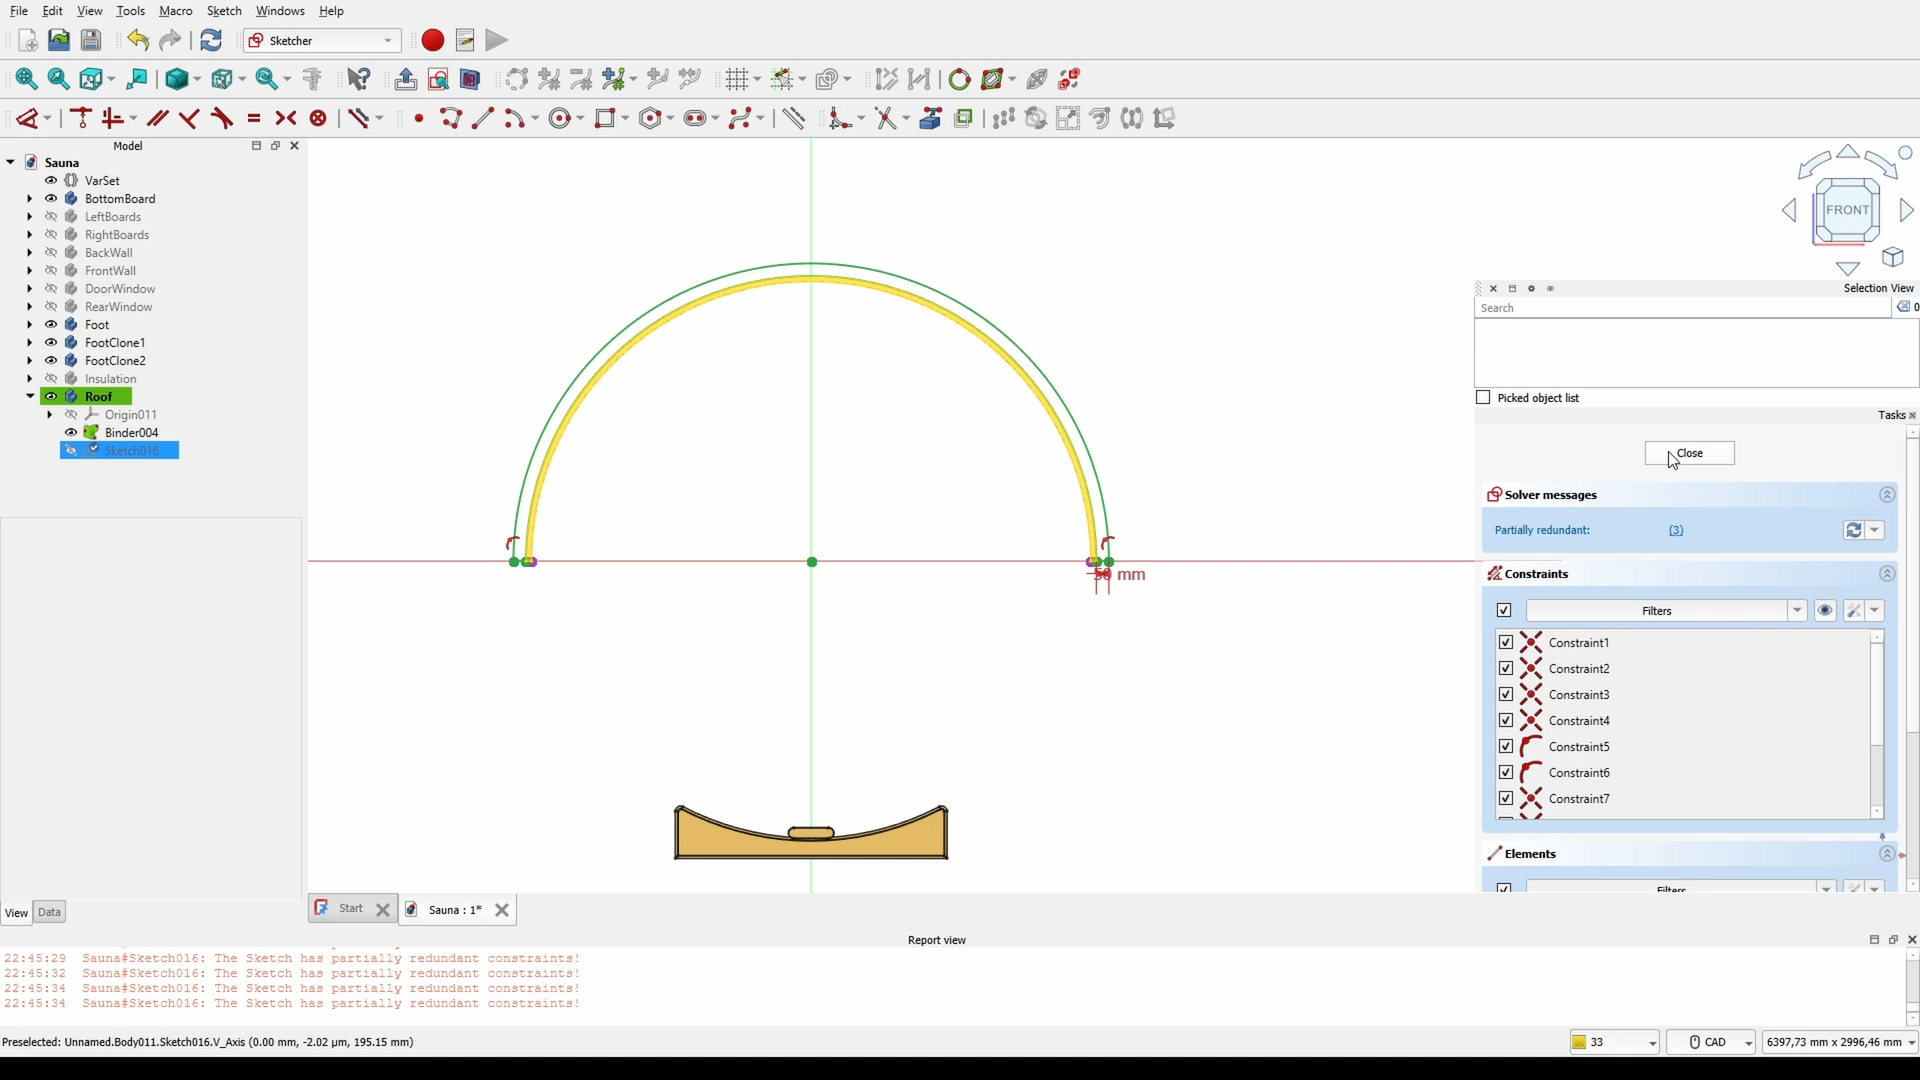 File Edit View Tools Macro Sketch Windows Help
Sketcher
Model
Sauna
VarSet
BottomBoard
LeftBoards
RightBoards
BackWall
FrontWall
DoorWindow
RearWindow
Foot
FootClone1
FootClone2
Insulation
Roof
Origin011
Binder004
Sketch016
View Data
50 mm
FRONT
Selection View
Search
0
Picked object list
Tasks
Close
Solver messages
Partially redundant: (3)
Constraints
Filters
Constraint1
Constraint2
Constraint3
Constraint4
Constraint5
Constraint6
Constraint7
Elements
Filters
Start
Sauna : 1*
Report view
22:45:29 Sauna#Sketch016: The Sketch has partially redundant constraints!
22:45:32 Sauna#Sketch016: The Sketch has partially redundant constraints!
22:45:34 Sauna#Sketch016: The Sketch has partially redundant constraints!
22:45:34 Sauna#Sketch016: The Sketch has partially redundant constraints!
Preselected: Unnamed.Body011.Sketch016.V_Axis (0.00 mm, -2.02 µm, 195.15 mm)
33
CAD
6397,73 mm x 2996,46 mm